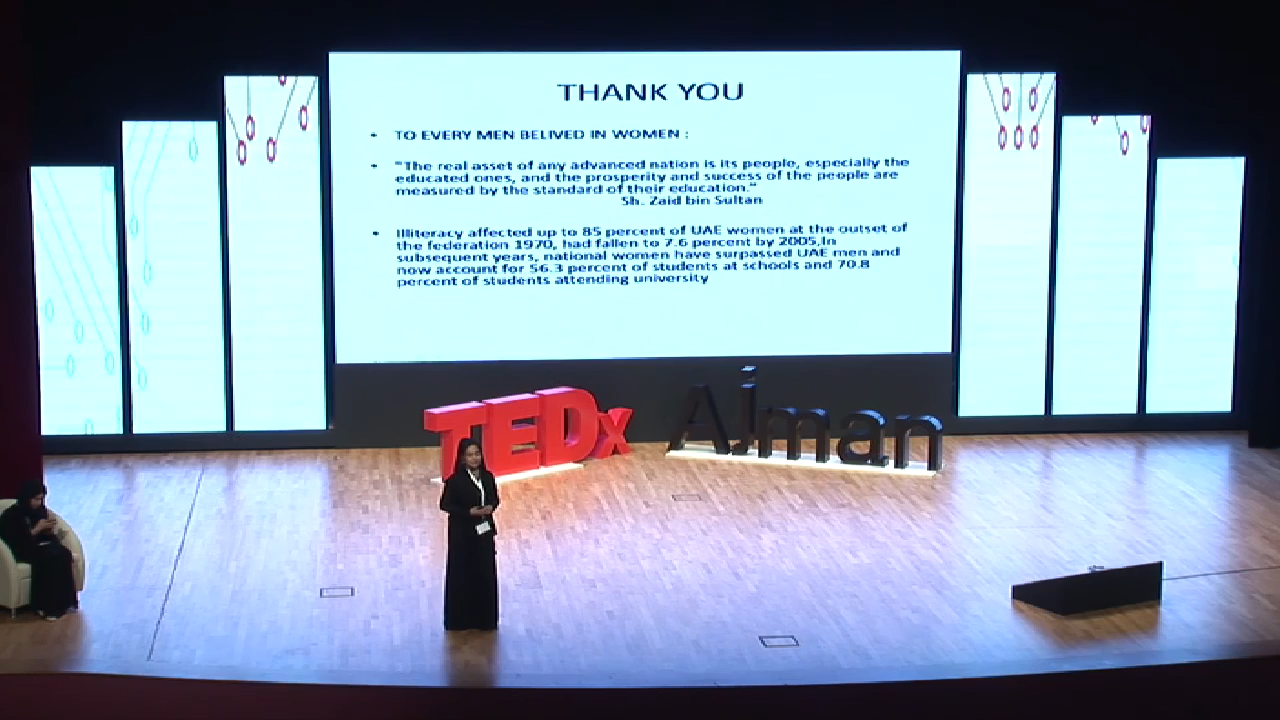 THANK YOU
• TO EVERY MEN BELIVED IN WOMEN :
• "The real asset of any advanced nation is its people, especially the
educated ones, and the prosperity and success of the people are
measured by the standard of their education."
Sh. Zaid bin Sultan
• Illiteracy affected up to 85 percent of UAE women at the outset of
the federation 1970, had fallen to 7.6 percent by 2005.In
subsequent years, national women have surpassed UAE men and
now account for 56.3 percent of students at schools and 70.8
percent of students attending university
TEDx Ajman